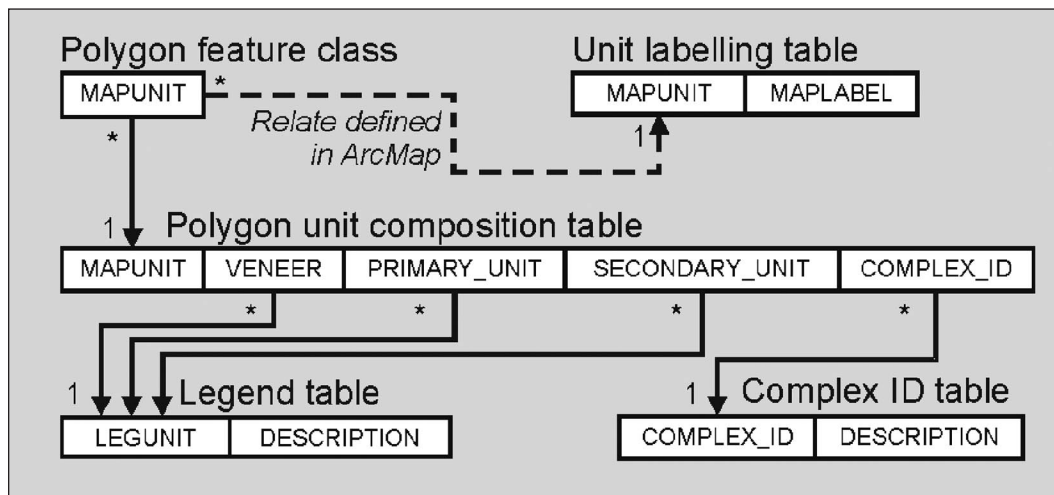 Polygon feature class
Unit labelling table
MAPUNIT
*
MAPUNIT
MAPLABEL
*
Relate defined
in ArcMap
1
1
Polygon unit composition table
MAPUNIT
VENEER
PRIMARY_UNIT
SECONDARY_UNIT
COMPLEX_ID
*
*
*
*
1
Legend table
1
Complex ID table
LEGUNIT
DESCRIPTION
COMPLEX_ID
DESCRIPTION